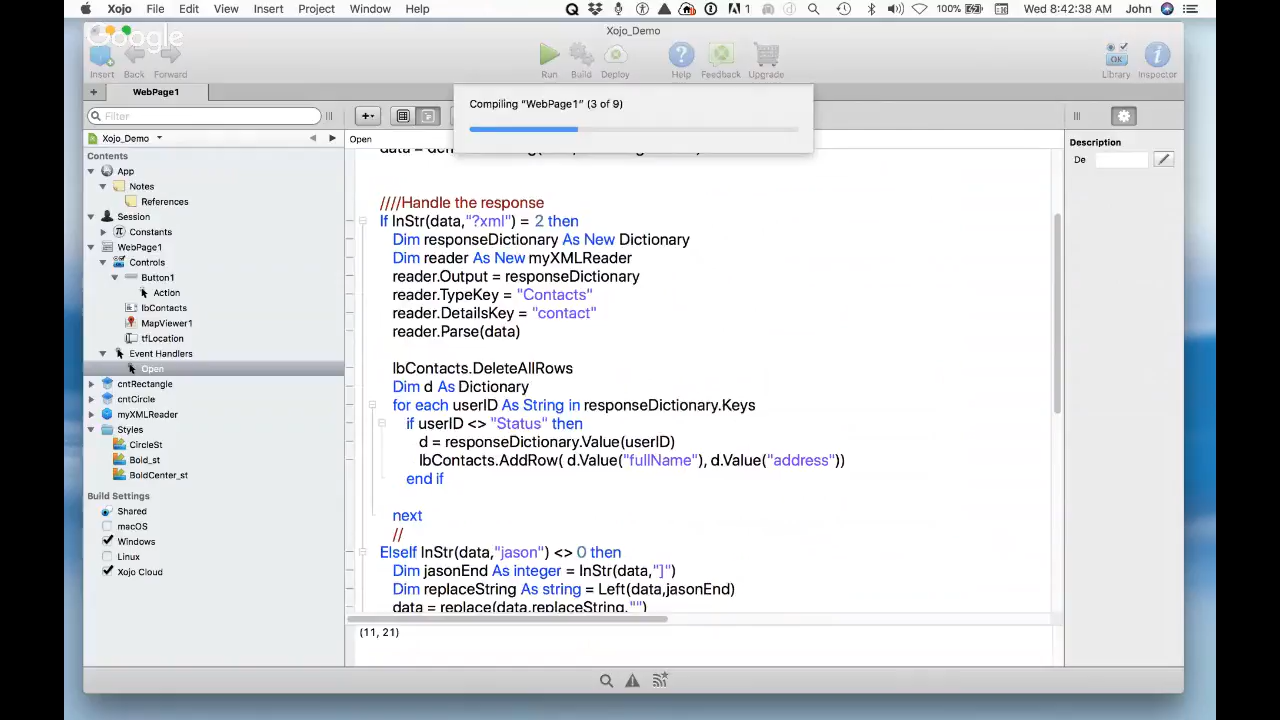 Xojo File Edit View Insert Project Window Help 1 100% Wed 8:42:38 AM John
Google
Xojo_Demo
Insert Back Forward Run Build Deploy Help Feedback Upgrade OK Library Inspector
+ WebPage1
Compiling "WebPage1" (3 of 9)
Filter
Xojo_Demo
Open
Contents
App
Notes
References
Session
Constants
WebPage1
Controls
Button1
Action
lbContacts
MapViewer1
tfLocation
Event Handlers
Open
cntRectangle
cntCircle
myXMLReader
Styles
CircleSt
Bold_st
BoldCenter_st
Build Settings
Shared
macOS
Windows
Linux
Xojo Cloud
////Handle the response
If InStr(data,"?xml") = 2 then
Dim responseDictionary As New Dictionary
Dim reader As New myXMLReader
reader.Output = responseDictionary
reader.TypeKey = "Contacts"
reader.DetailsKey = "contact"
reader.Parse(data)
lbContacts.DeleteAllRows
Dim d As Dictionary
for each userID As String in responseDictionary.Keys
if userID <> "Status" then
d = responseDictionary.Value(userID)
lbContacts.AddRow( d.Value("fullName"), d.Value("address"))
end if
next
//
ElseIf InStr(data,"jason") <> 0 then
Dim jasonEnd As integer = InStr(data,"]")
Dim replaceString As string = Left(data,jasonEnd)
data = replace(data,replaceString,"")
(11, 21)
Description
De